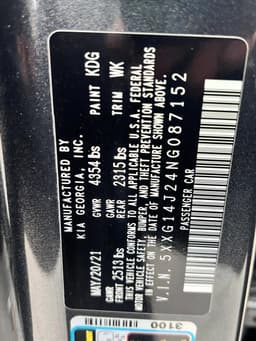 MANUFACTURED BY
KIA GEORGIA, INC.
PAINT KDG
MAY/20/21 GVWR 4354 lbs TRIM WK
GAWR FRONT 2513 lbs GAWR REAR 2315 lbs
THIS VEHICLE CONFORMS TO ALL APPLICABLE U.S.A. FEDERAL
MOTOR VEHICLE SAFETY, BUMPER, AND THEFT PREVENTION STANDARDS
IN EFFECT ON THE DATE OF MANUFACTURE SHOWN ABOVE.
V.I.N. 5XXG14J24NG087152
PASSENGER CAR
3100